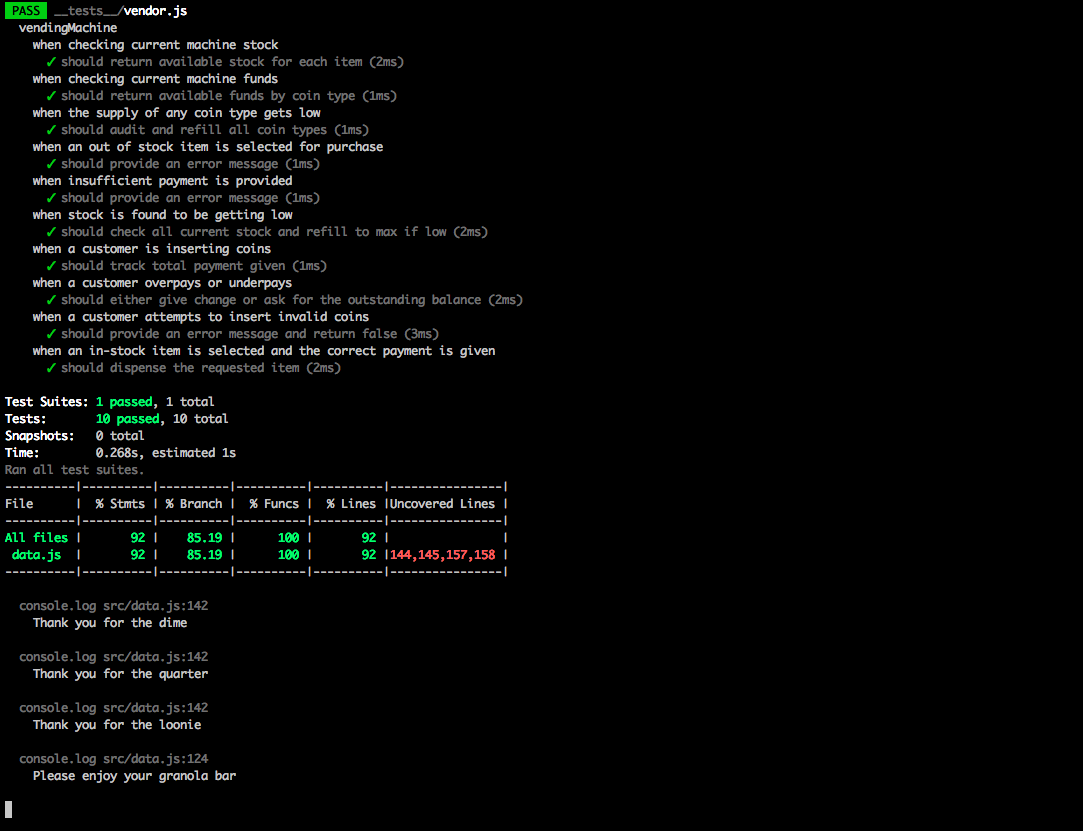 PASS __tests__/vendor.js
vendingMachine
when checking current machine stock
✓ should return available stock for each item (2ms)
when checking current machine funds
✓ should return available funds by coin type (1ms)
when the supply of any coin type gets low
✓ should audit and refill all coin types (1ms)
when an out of stock item is selected for purchase
✓ should provide an error message (1ms)
when insufficient payment is provided
✓ should provide an error message (1ms)
when stock is found to be getting low
✓ should check all current stock and refill to max if low (2ms)
when a customer is inserting coins
✓ should track total payment given (1ms)
when a customer overpays or underpays
✓ should either give change or ask for the outstanding balance (2ms)
when a customer attempts to insert invalid coins
✓ should provide an error message and return false (3ms)
when an in-stock item is selected and the correct payment is given
✓ should dispense the requested item (2ms)
Test Suites: 1 passed, 1 total
Tests: 10 passed, 10 total
Snapshots: 0 total
Time: 0.268s, estimated 1s
Ran all test suites.
----------|----------|----------|----------|----------|----------------|
File | % Stmts | % Branch | % Funcs | % Lines |Uncovered Lines |
----------|----------|----------|----------|----------|----------------|
All files | 92 | 85.19 | 100 | 92 | |
data.js | 92 | 85.19 | 100 | 92 |144,145,157,158 |
----------|----------|----------|----------|----------|----------------|
console.log src/data.js:142
Thank you for the dime
console.log src/data.js:142
Thank you for the quarter
console.log src/data.js:142
Thank you for the loonie
console.log src/data.js:124
Please enjoy your granola bar